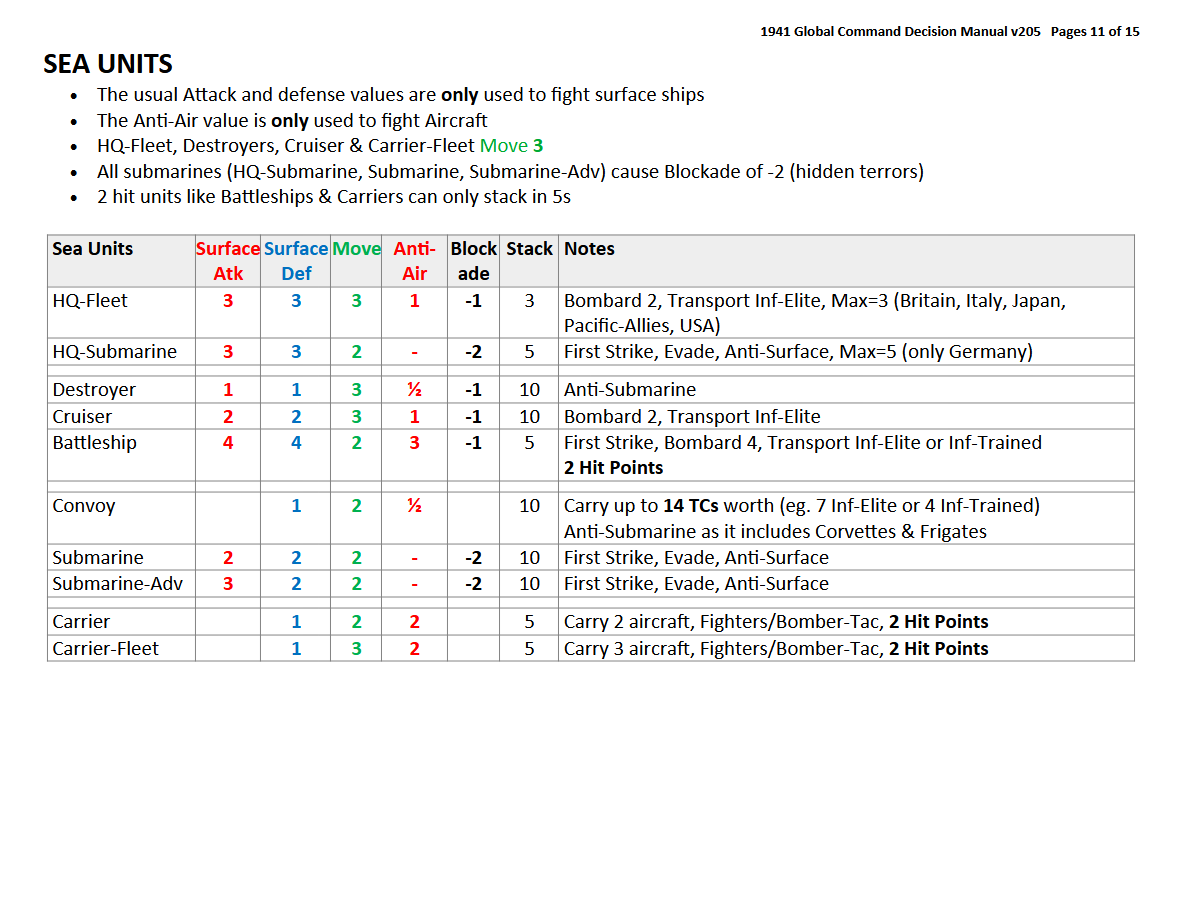 1941 Global Command Decision Manual v205 Pages 11 of 15
SEA UNITS
• The usual Attack and defense values are only used to fight surface ships
• The Anti-Air value is only used to fight Aircraft
• HQ-Fleet, Destroyers, Cruiser & Carrier-Fleet Move 3
• All submarines (HQ-Submarine, Submarine, Submarine-Adv) cause Blockade of -2 (hidden terrors)
• 2 hit units like Battleships & Carriers can only stack in 5s
Sea Units Surface Surface Move Anti- Block Stack Notes
Atk Def Air ade
HQ-Fleet 3 3 3 1 -1 3 Bombard 2, Transport Inf-Elite, Max=3 (Britain, Italy, Japan,
Pacific-Allies, USA)
HQ-Submarine 3 3 2 - -2 5 First Strike, Evade, Anti-Surface, Max=5 (only Germany)
Destroyer 1 1 3 ½ -1 10 Anti-Submarine
Cruiser 2 2 3 1 -1 10 Bombard 2, Transport Inf-Elite
Battleship 4 4 2 3 -1 5 First Strike, Bombard 4, Transport Inf-Elite or Inf-Trained
2 Hit Points
Convoy 1 2 ½ 10 Carry up to 14 TCs worth (eg. 7 Inf-Elite or 4 Inf-Trained)
Anti-Submarine as it includes Corvettes & Frigates
Submarine 2 2 2 - -2 10 First Strike, Evade, Anti-Surface
Submarine-Adv 3 2 2 - -2 10 First Strike, Evade, Anti-Surface
Carrier 1 2 2 5 Carry 2 aircraft, Fighters/Bomber-Tac, 2 Hit Points
Carrier-Fleet 1 3 2 5 Carry 3 aircraft, Fighters/Bomber-Tac, 2 Hit Points